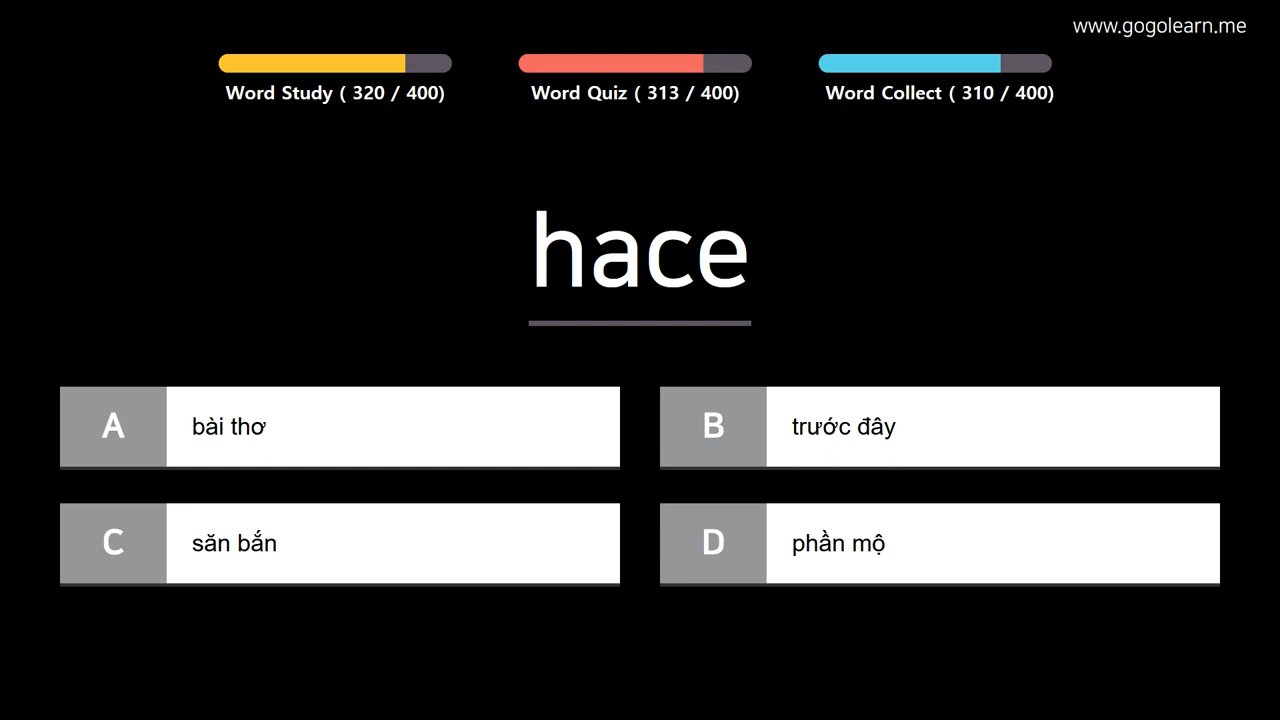 www.gogolearn.me
Word Study ( 320 / 400)
Word Quiz ( 313 / 400)
Word Collect ( 310 / 400)
hace
A bài thơ
B trước đây
C săn bắn
D phần mộ